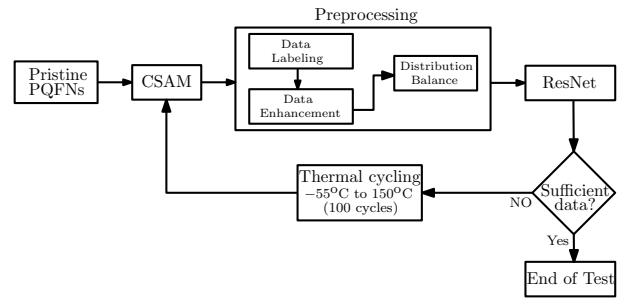 Preprocessing
Pristine
PQFNs
CSAM
Data
Labeling
Data
Enhancement
Distribution
Balance
ResNet
Sufficient
data?
NO
Yes
Thermal cycling
−55°C to 150°C
(100 cycles)
End of Test